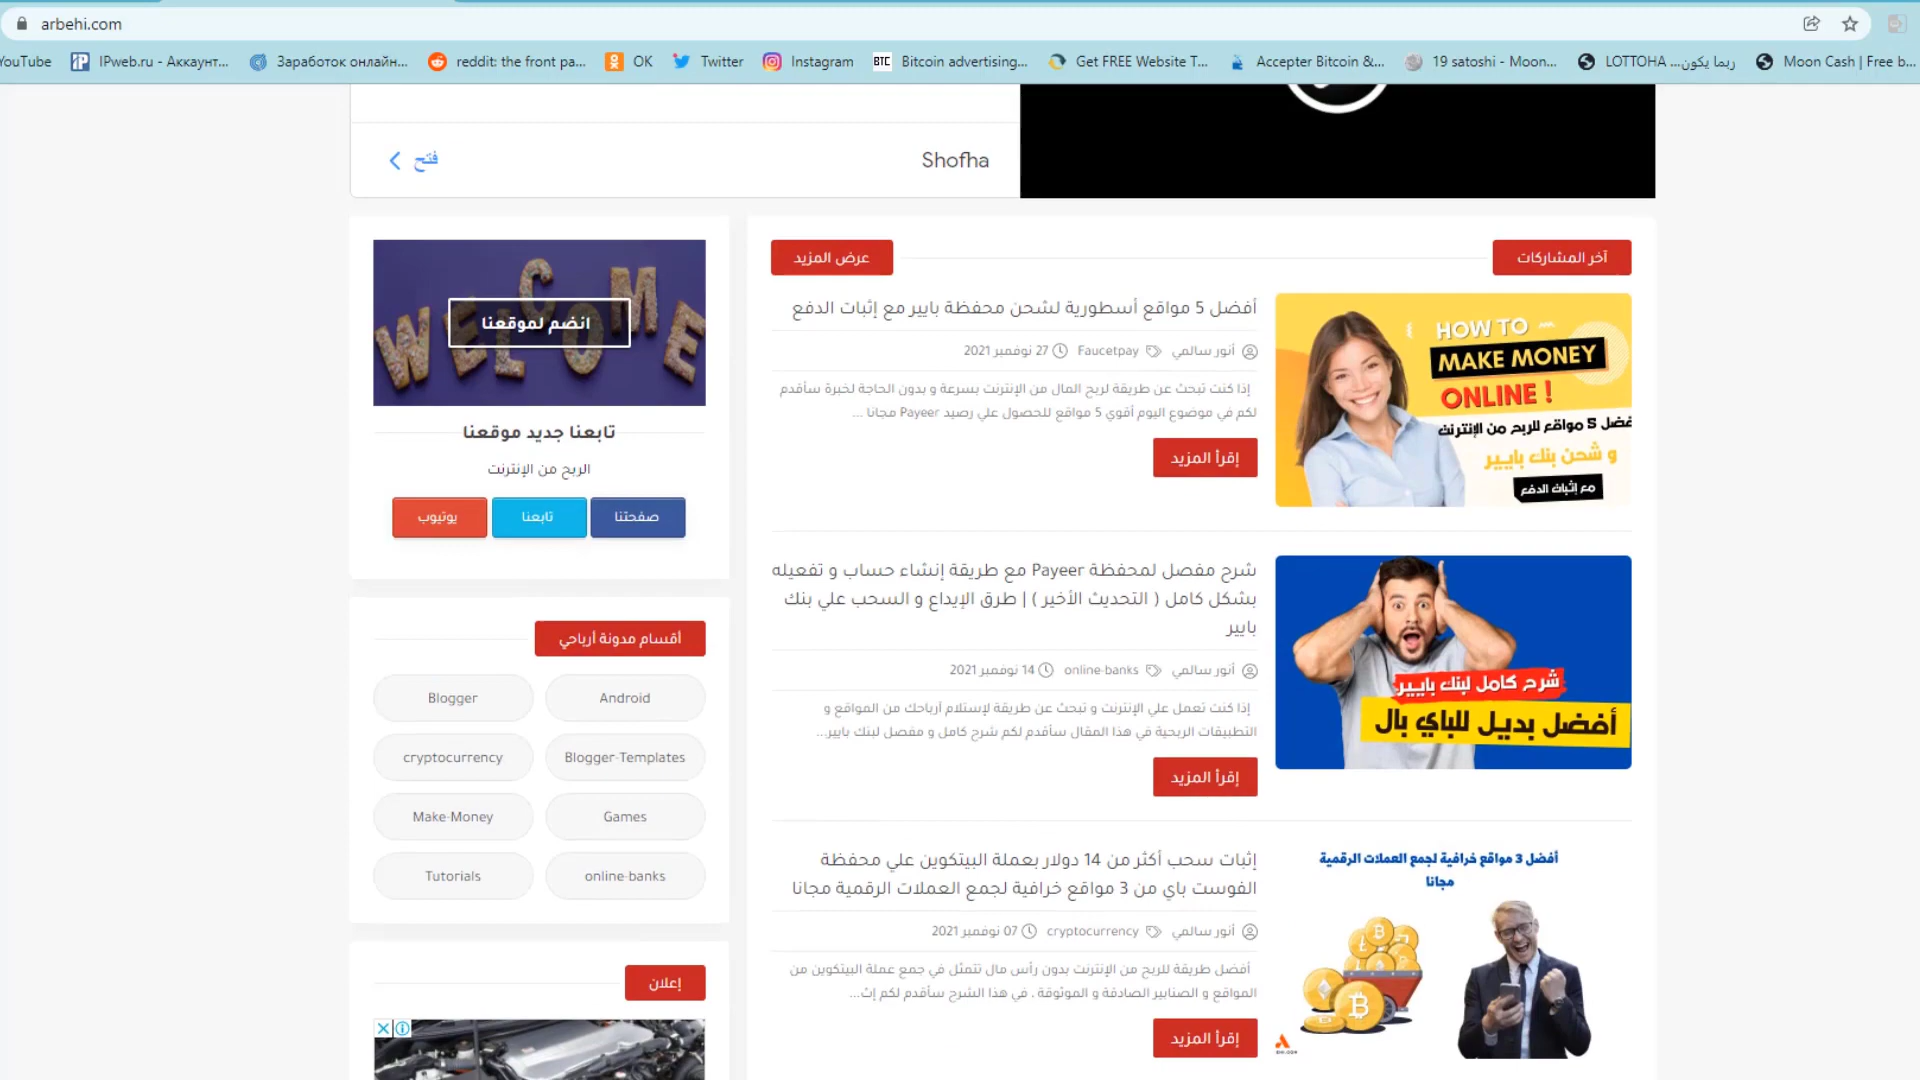 arbehi.com
YouTube
IPweb.ru - Аккаунт...
Заработок онлайн...
reddit: the front pa...
OK
Twitter
Instagram
BTC
Bitcoin advertising...
Get FREE Website T...
Accepter Bitcoin &...
19 satoshi - Moon...
ربما يكون... LOTTOHA
Moon Cash | Free b...
Shofha
فتح
آخر المشاركات
عرض المزيد
HOW TO
MAKE MONEY
ONLINE !
فضل 5 مواقع للربح من الإنترنت
و شحن بنك بايير
مع إثبات الدفع
أفضل 5 مواقع أسطورية لشحن محفظة بايير مع إثبات الدفع
أنور سالمي Faucetpay 27 نوفمبر 2021
إذا كنت تبحث عن طريقة لربح المال من الإنترنت بسرعة و بدون الحاجة لخبرة سأقدم
لكم في موضوع اليوم أقوي 5 مواقع للحصول علي رصيد Payeer مجانا ...
إقرأ المزيد
شرح كامل لبنك بايير
أفضل بديل للباي بال
شرح مفصل لمحفظة Payeer مع طريقة إنشاء حساب و تفعيله
بشكل كامل ( التحديث الأخير ) | طرق الإيداع و السحب علي بنك
بايير
أنور سالمي online-banks 14 نوفمبر 2021
إذا كنت تعمل علي الإنترنت و تبحث عن طريقة لإستلام أرباحك من المواقع و
التطبيقات الربحية في هذا المقال سأقدم لكم شرح كامل و مفصل لبنك بايير...
إقرأ المزيد
أفضل 3 مواقع خرافية لجمع العملات الرقمية
مجانا
إثبات سحب أكثر من 14 دولار بعملة البيتكوين علي محفظة
الفوست باي من 3 مواقع خرافية لجمع العملات الرقمية مجانا
أنور سالمي cryptocurrency 07 نوفمبر 2021
أفضل طريقة للربح من الإنترنت بدون رأس مال تتمثل في جمع عملة البيتكوين من
المواقع و الصنابير الصادقة و الموثوقة ، في هذا الشرح سأقدم لكم إث...
إقرأ المزيد
WELCOME
انضم لموقعنا
تابعنا جديد موقعنا
الربح من الإنترنت
صفحتنا
تابعنا
يوتيوب
أقسام مدونة أرباحي
Android
Blogger
Blogger-Templates
cryptocurrency
Games
Make-Money
online-banks
Tutorials
إعلان